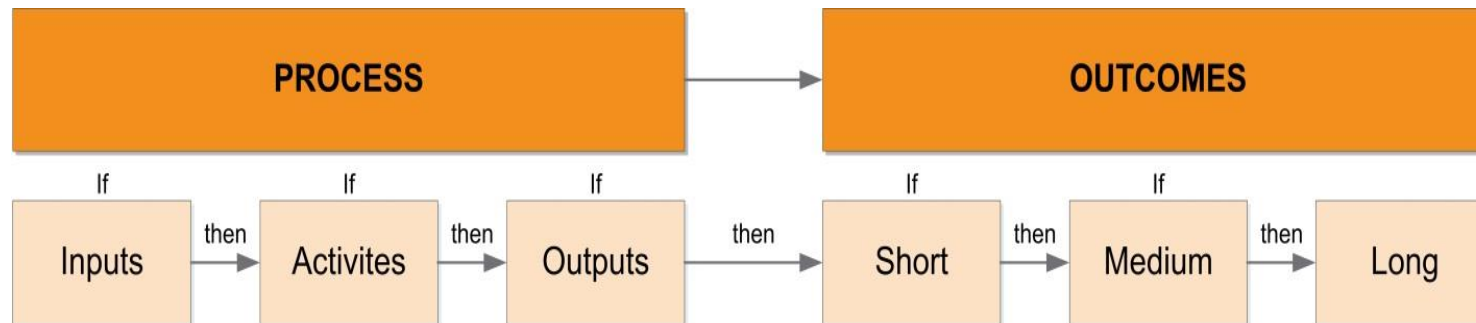 PROCESS OUTCOMES
If If If If If
then then then then then
Inputs Activites Outputs Short Medium Long